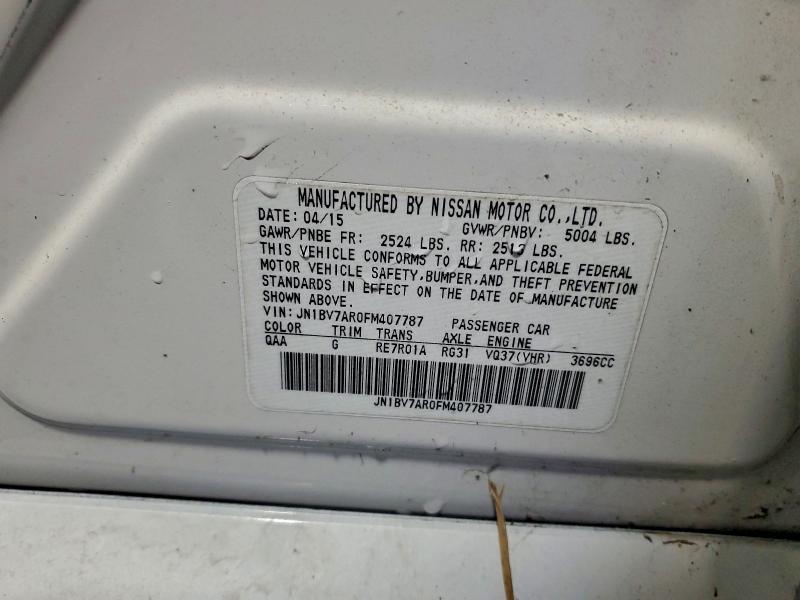 MANUFACTURED BY NISSAN MOTOR CO.,LTD.
DATE: 04/15 GVWR/PNBV: 5004 LBS.
GAWR/PNBE FR: 2524 LBS. RR: 2513 LBS.
THIS VEHICLE CONFORMS TO ALL APPLICABLE FEDERAL
MOTOR VEHICLE SAFETY,BUMPER,AND THEFT PREVENTION
STANDARDS IN EFFECT ON THE DATE OF MANUFACTURE
SHOWN ABOVE.
VIN: JN1BV7AR0FM407787 PASSENGER CAR
COLOR TRIM TRANS AXLE ENGINE
QAA G RE7R01A RG31 VQ37(VHR) 3696CC
JN1BV7AR0FM407787